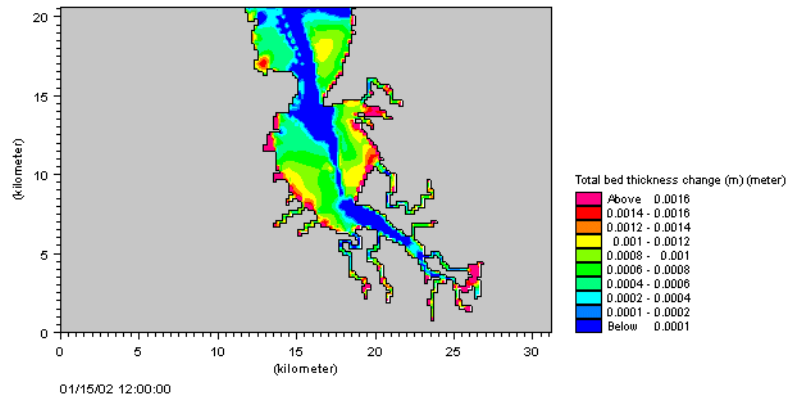 20
15
10
5
0
(kilometer)
0 5 10 15 20 25 30
(kilometer)
01/15/02 12:00:00
Total bed thickness change (m) (meter)
Above 0.0016
0.0014 - 0.0016
0.0012 - 0.0014
0.001 - 0.0012
0.0008 - 0.001
0.0006 - 0.0008
0.0004 - 0.0006
0.0002 - 0.0004
0.0001 - 0.0002
Below 0.0001